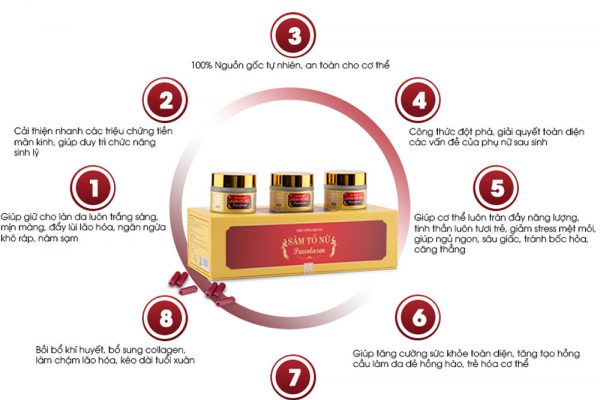 3
100% Nguồn gốc tự nhiên, an toàn cho cơ thể
2
Cải thiện nhanh các triệu chứng tiền
mãn kinh, giúp duy trì chức năng
sinh lý
4
Công thức đột phá, giải quyết toàn diện
các vấn đề của phụ nữ sau sinh
1
Giúp giữ cho làn da luôn trắng sáng,
mịn màng, đẩy lùi lão hóa, ngăn ngừa
khô ráp, nám sạm
5
Giúp cơ thể luôn tràn đầy năng lượng,
tinh thần luôn tươi trẻ, giảm stress mệt mỏi,
giúp ngủ ngon, sâu giấc, tránh bốc hỏa,
căng thẳng
SÂM TỐ NỮ
Puecolazen
8
Bồi bổ khí huyết, bổ sung collagen,
làm chậm lão hóa, kéo dài tuổi xuân
6
Giúp tăng cường sức khỏe toàn diện, tăng tạo hồng
cầu làm da dẻ hồng hào, trẻ hóa cơ thể
7